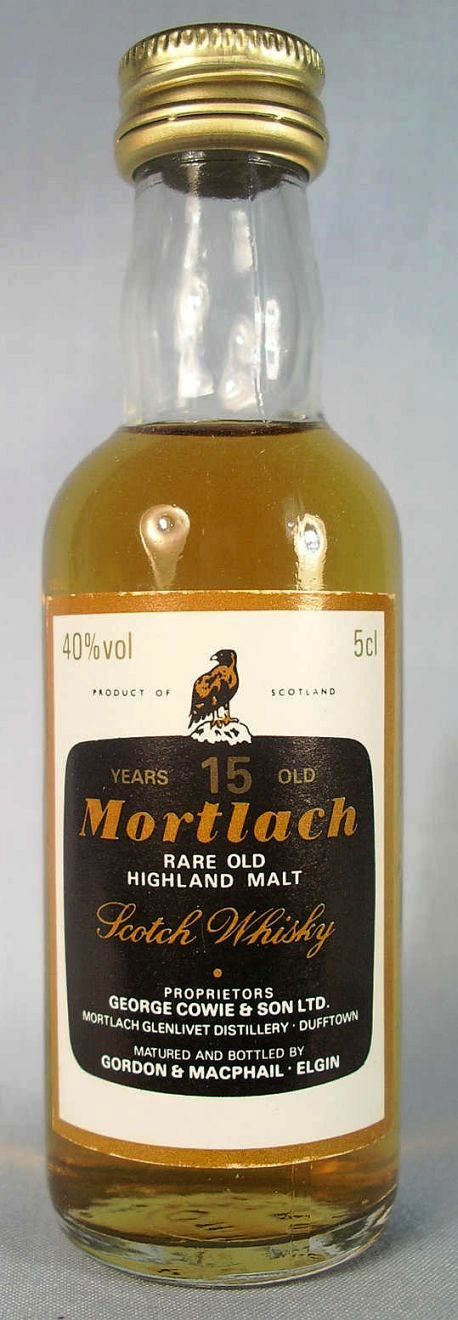 40%vol 5cl
PRODUCT OF SCOTLAND
YEARS 15 OLD
Mortlach
RARE OLD
HIGHLAND MALT
Scotch Whisky
PROPRIETORS
GEORGE COWIE & SON LTD.
MORTLACH GLENLIVET DISTILLERY · DUFFTOWN
MATURED AND BOTTLED BY
GORDON & MACPHAIL · ELGIN